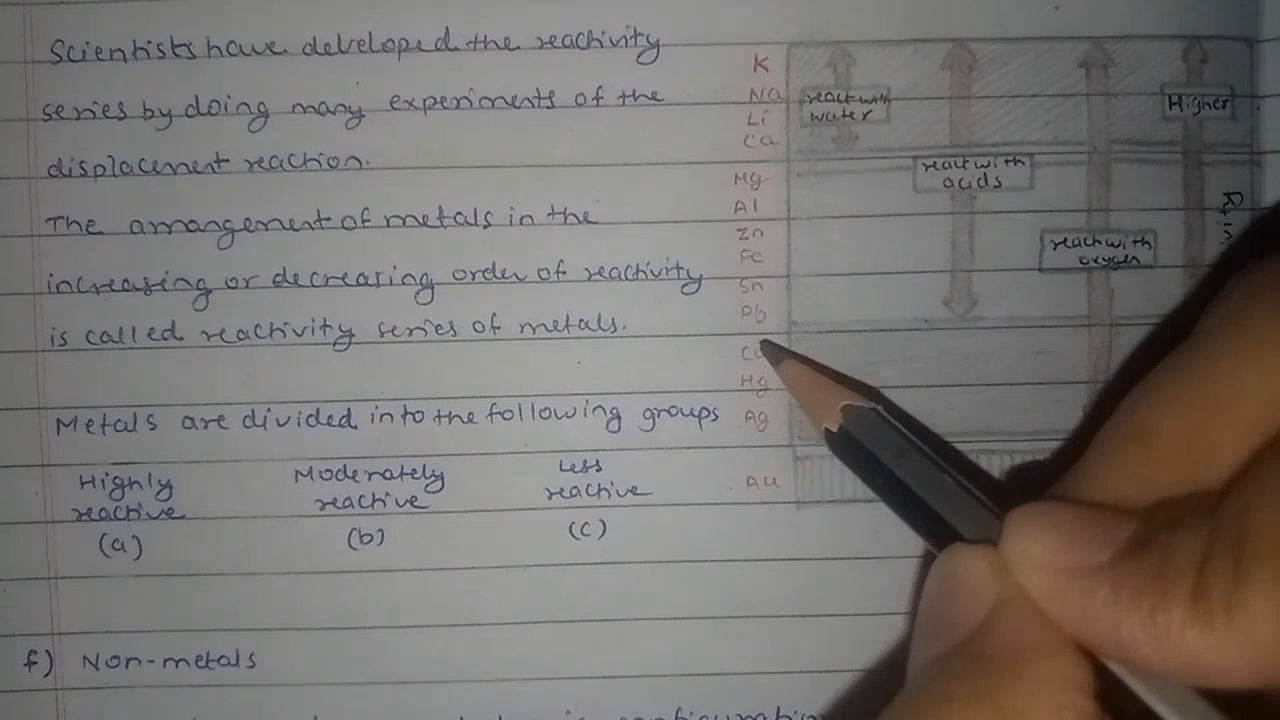 Scientists have developed the reactivity
series by doing many experiments of the
displacement reaction.
The arrangement of metals in the
increasing or decreasing order of reactivity
is called reactivity series of metals.
Metals are divided into the following groups
Highly reactive
(a)
Moderately reactive
(b)
Less reactive
(c)
f) Non-metals
K
Na
Li
Ca
Mg
Al
Zn
Fe
Sn
Pb
Hg
Ag
Au
react with
water
react with
acids
react with
oxygen
Higher